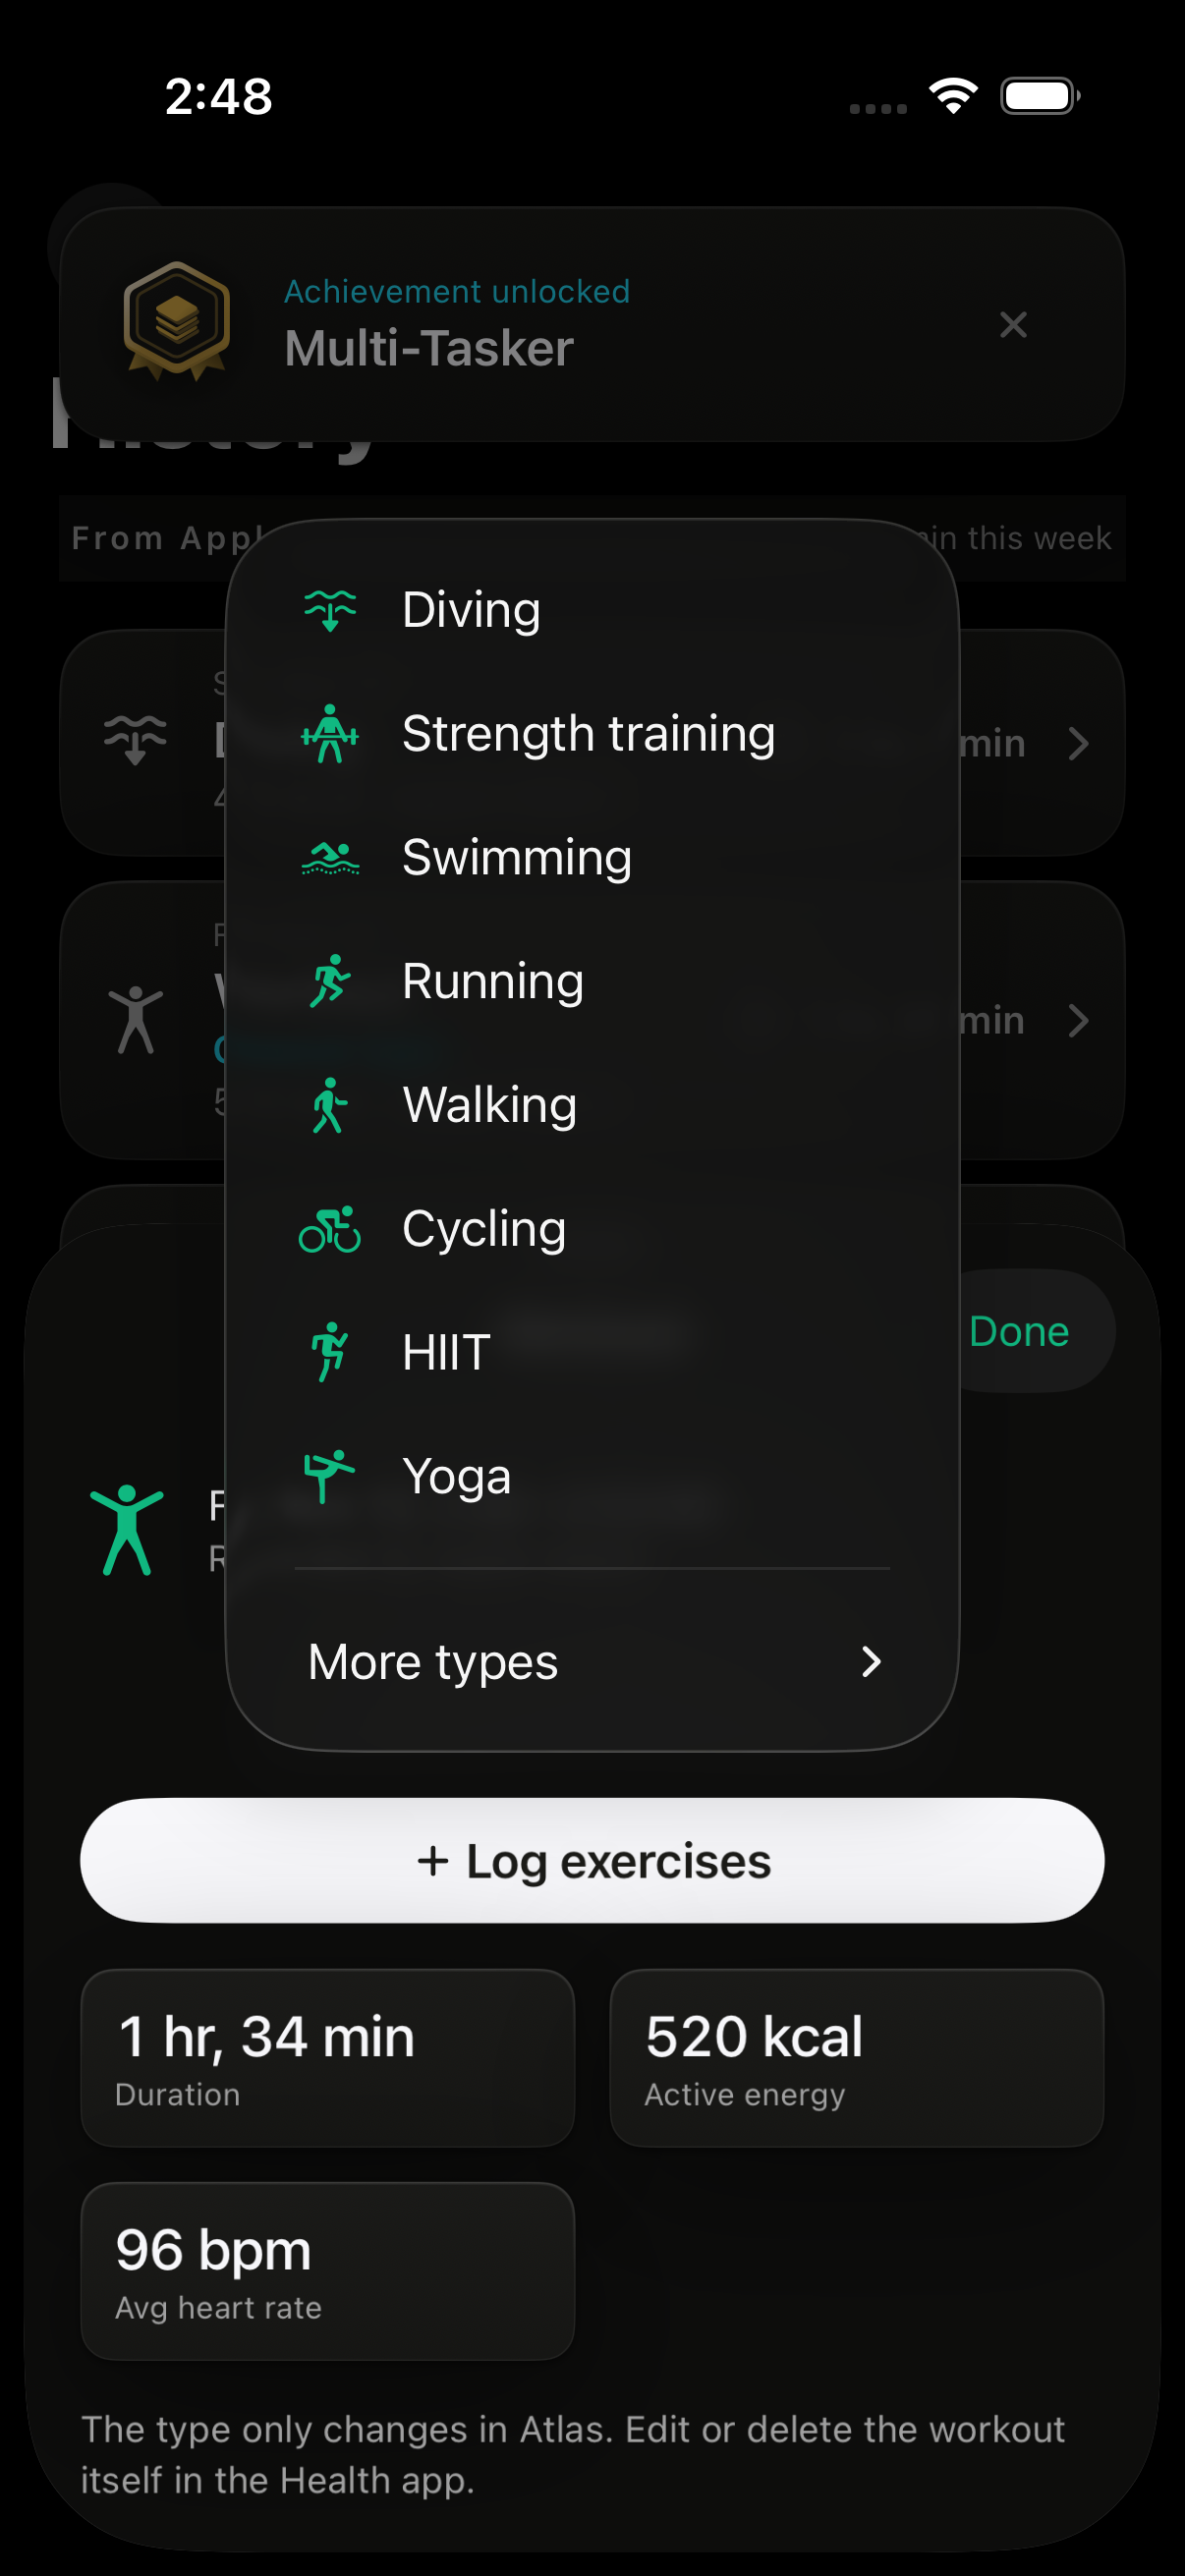 2:48
Achievement unlocked
Multi-Tasker
History
From
this week
Diving
Strength training
min
Swimming
Running
min
Walking
Cycling
HIIT
Done
Yoga
More types
+ Log exercises
1 hr, 34 min
520 kcal
Duration
Active energy
96 bpm
Avg heart rate
The type only changes in Atlas. Edit or delete the workout
itself in the Health app.